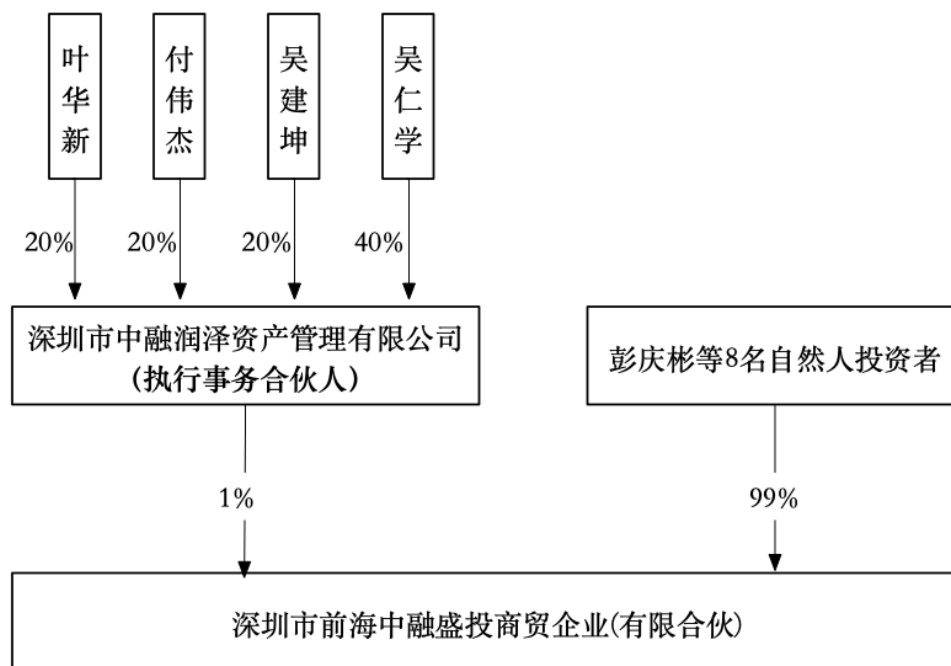 叶华新
付伟杰
吴建坤
吴仁学
20%
20%
20%
40%
深圳市中融润泽资产管理有限公司
(执行事务合伙人)
彭庆彬等8名自然人投资者
1%
99%
深圳市前海中融盛投商贸企业(有限合伙)